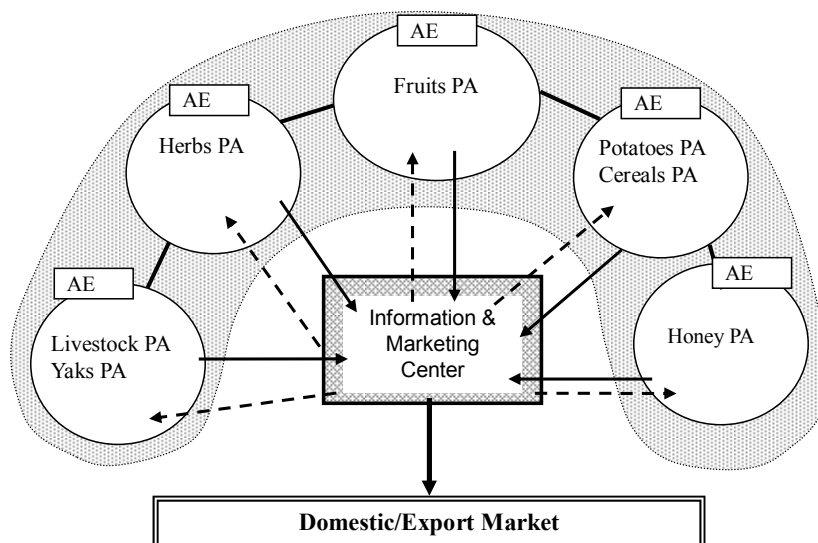 AE
Fruits PA
AE
Herbs PA
AE
Potatoes PA
Cereals PA
AE
Livestock PA
Yaks PA
AE
Honey PA
Information &
Marketing
Center
Domestic/Export Market